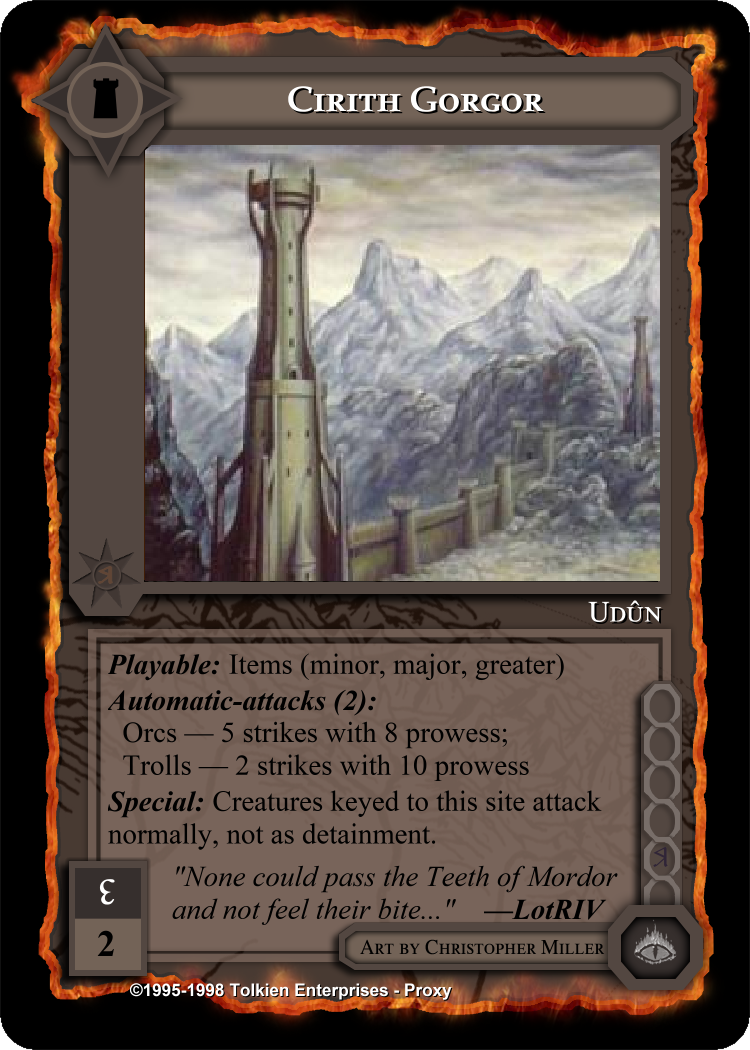 Cirith Gorgor
Udûn
Playable: Items (minor, major, greater)
Automatic-attacks (2):
Orcs — 5 strikes with 8 prowess;
Trolls — 2 strikes with 10 prowess
Special: Creatures keyed to this site attack
normally, not as detainment.
"None could pass the Teeth of Mordor
and not feel their bite..." —LotRIV
2
Art by Christopher Miller
©1995-1998 Tolkien Enterprises - Proxy